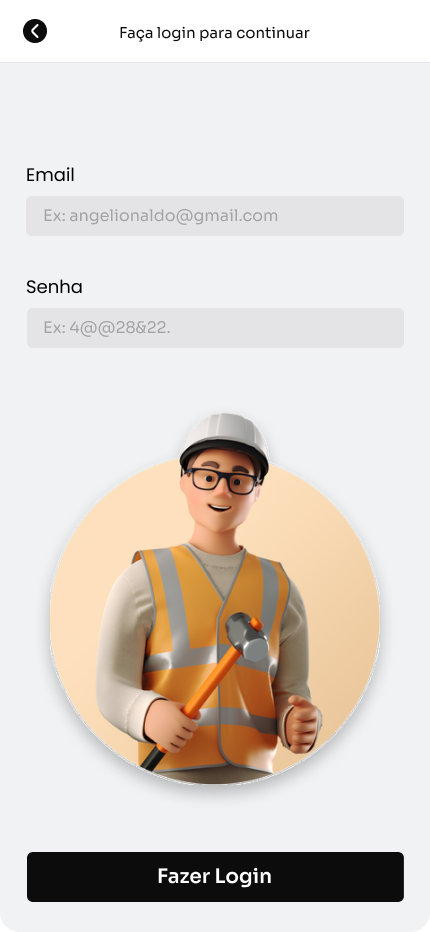 Faça login para continuar
Email
Ex: angelionaldo@gmail.com
Senha
Ex: 4@@28&22.
Fazer Login